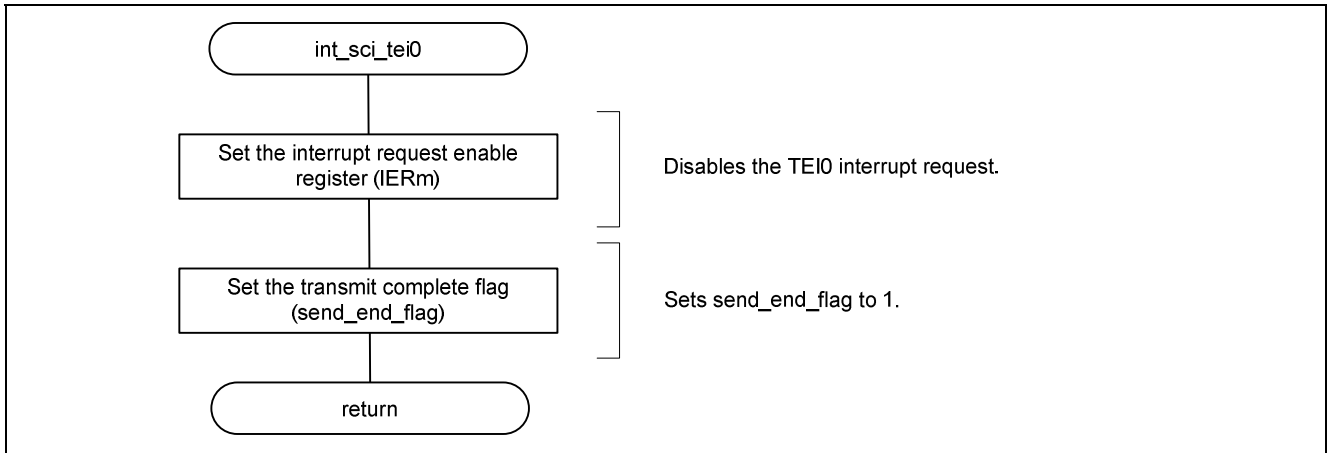 int_sci_tei0
Set the interrupt request enable
register (IERm)
Disables the TEI0 interrupt request.
Set the transmit complete flag
(send_end_flag)
Sets send_end_flag to 1.
return